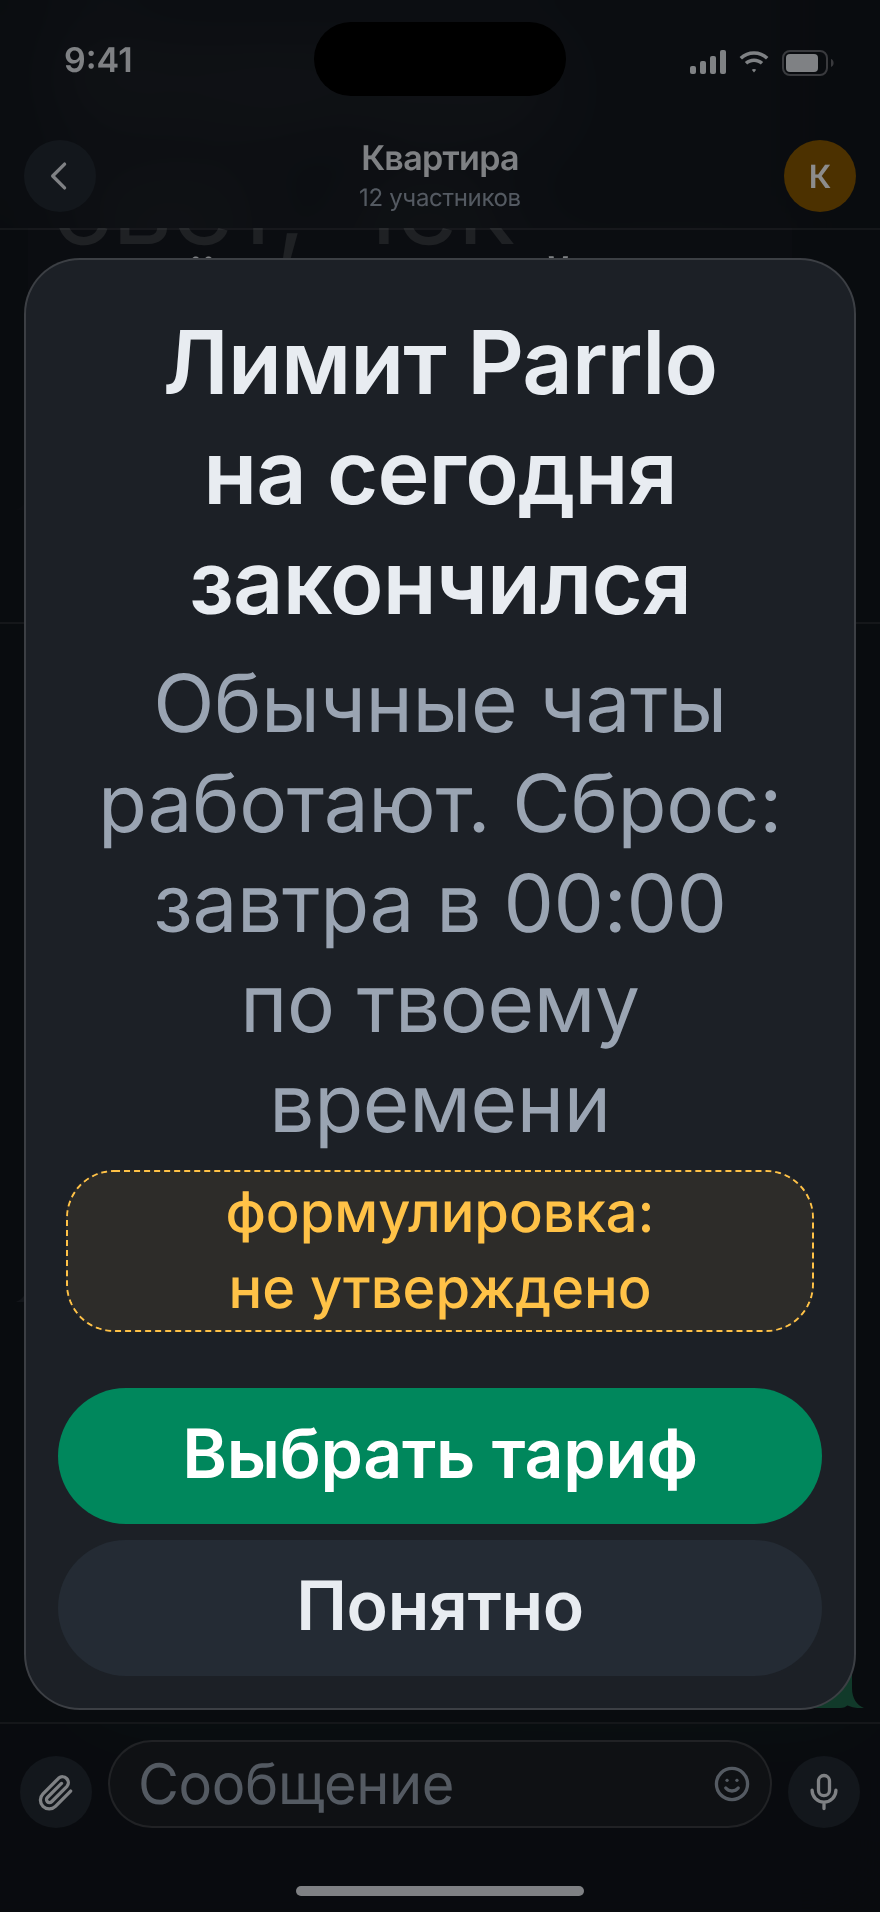 9:41
Квартира
12 участников
К
Лимит Parrlo
на сегодня
закончился
Обычные чаты
работают. Сброс:
завтра в 00:00
по твоему
времени
формулировка:
не утверждено
Выбрать тариф
Понятно
Сообщение